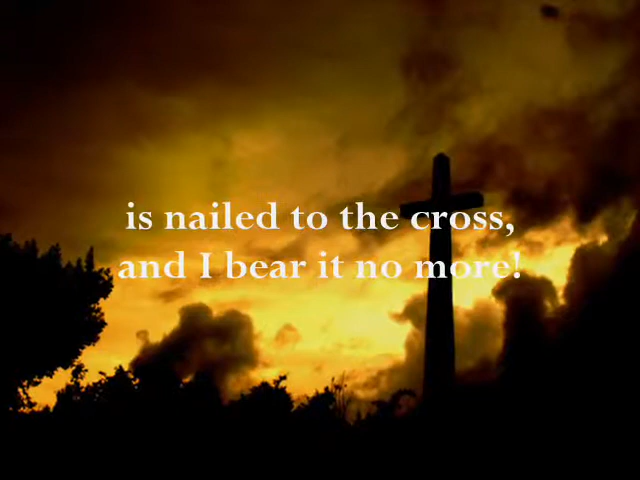 is nailed to the cross,
and I bear it no more!